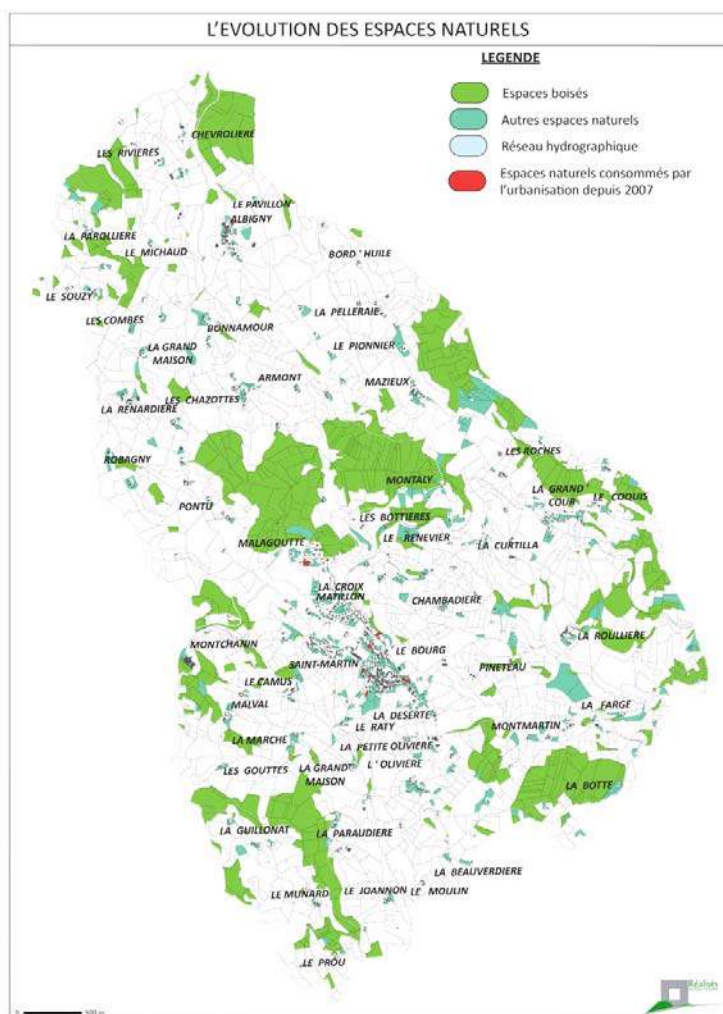 L'EVOLUTION DES ESPACES NATURELS
LEGENDE
Espaces boisés
Autres espaces naturels
Réseau hydrographique
Espaces naturels consommés par
l'urbanisation depuis 2007
CHEVROLIERE
LES RIVIERES
LE PAVILLON
ALBIGNY
LA PAROLLIERE
LE MICHAUD
BORD'HUILE
LE SOUZY
LES COMBES
LA PELLERAIE
BONNAMOUR
LE PIONNIER
LA GRAND
MAISON
ARMONT
MAZIEUX
LES CHAZOTTES
LA RENARDIERE
LES ROCHES
ROBAGNY
MONTALY
LA GRAND'
COUR
LE COQUIS
PONTU
LES BOTTIERES
LE RENEVIER
MALAGOUTTE
LA CURTILLA
LA CROIX
MATILLON
CHAMBADIERE
LA ROULLIERE
MONTCHANIN
LE BOURG
SAINT-MARTIN
PINETEAU
LE CAMUS
MALVAL
LA FARGE
LA DESERTE
LE RATY
MONTMARTIN
LA MARCHE
LA PETITE OLIVIERE
LES GOUTTES
LA GRAND'
MAISON
L'OLIVIERE
LA BOTTE
LA GUILLONAT
LA PARAUDIERE
LA BEAUVERDIERE
LE MUNARD
LE JOANNON
LE MOULIN
LE PROU
0
500 m
Réalités